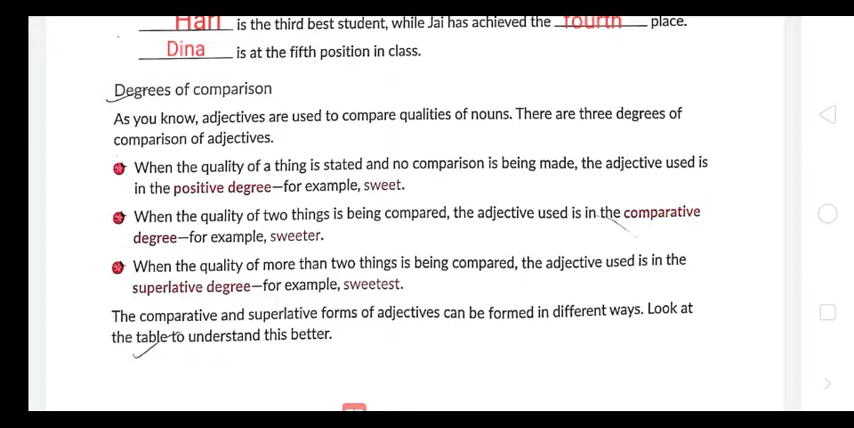 Hari is the third best student, while Jai has achieved the fourth place.
Dina is at the fifth position in class.
Degrees of comparison
As you know, adjectives are used to compare qualities of nouns. There are three degrees of
comparison of adjectives.
When the quality of a thing is stated and no comparison is being made, the adjective used is
in the positive degree—for example, sweet.
When the quality of two things is being compared, the adjective used is in the comparative
degree—for example, sweeter.
When the quality of more than two things is being compared, the adjective used is in the
superlative degree—for example, sweetest.
The comparative and superlative forms of adjectives can be formed in different ways. Look at
the table to understand this better.